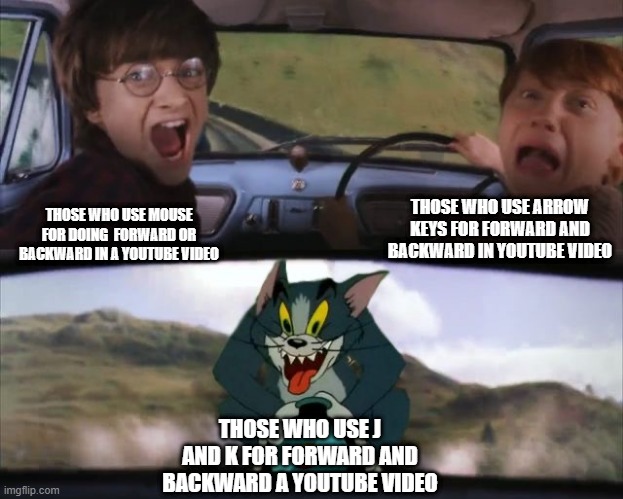 THOSE WHO USE MOUSE
FOR DOING FORWARD OR
BACKWARD IN A YOUTUBE VIDEO
THOSE WHO USE ARROW
KEYS FOR FORWARD AND
BACKWARD IN YOUTUBE VIDEO
THOSE WHO USE J
AND K FOR FORWARD AND
BACKWARD A YOUTUBE VIDEO
imgflip.com